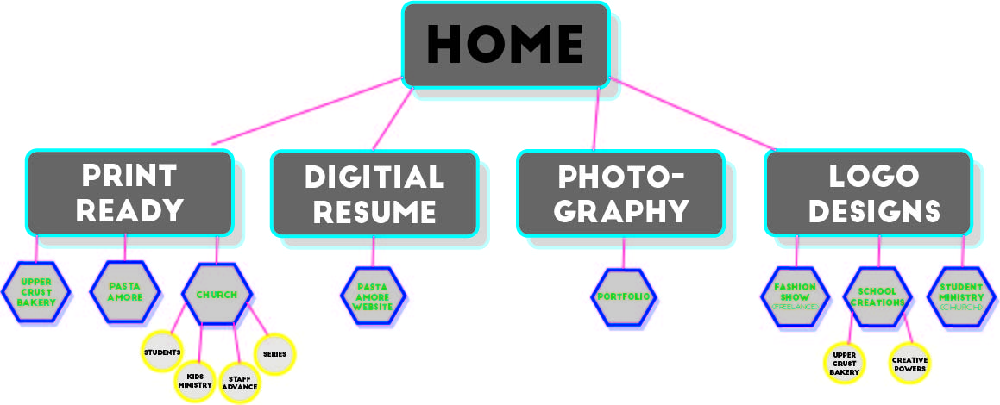 HOME
PRINT
READY
DIGITIAL
RESUME
PHOTO-
GRAPHY
LOGO
DESIGNS
UPPER
CRUST
BAKERY
PASTA
AMORE
CHURCH
PASTA
AMORE
WEBSITE
PORTFOLIO
FASHION
SHOW
(FREELANCE)
SCHOOL
CREATIONS
STUDENT
MINISTRY
(CHURCH)
STUDENTS
KIDS
MINISTRY
STAFF
ADVANCE
SERIES
UPPER
CRUST
BAKERY
CREATIVE
POWERS